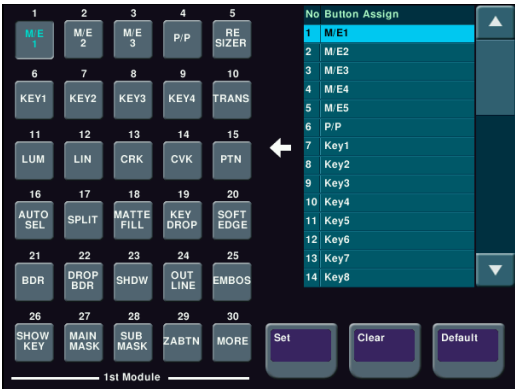 1 2 3 4 5
M/E 1 M/E 2 M/E 3 P/P RE SIZER
6 7 8 9 10
KEY1 KEY2 KEY3 KEY4 TRANS
11 12 13 14 15
LUM LIN CRK CVK PTN
16 17 18 19 20
AUTO SEL SPLIT MATTE FILL KEY DROP SOFT EDGE
21 22 23 24 25
BDR DROP BDR SHDW OUT LINE EMBOS
26 27 28 29 30
SHOW KEY MAIN MASK SUB MASK ZABTN MORE
1st Module
No Button Assign
1 M/E1
2 M/E2
3 M/E3
4 M/E4
5 M/E5
6 P/P
7 Key1
8 Key2
9 Key3
10 Key4
11 Key5
12 Key6
13 Key7
14 Key8
Set Clear Default